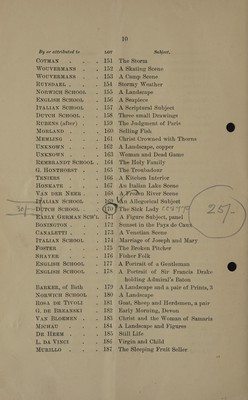 10
By or attributed to LOT Subject.
COTMAN . . . 151 The Storm
WOUVERMANS . . 152 A Skating Scene
WOUVERMANS . . 153 A Camp Scene
RUYSDAEL . . . 154 Stormy Weather
NORWICH SCHOOL . . 155 A Landscape
ENGLISH SCHOOL . . 156 A Seapiece
ITALIAN SCHOOL . . 157 A Scriptural Subject
DUTCH SCHOOL . . 158 Three small Drawings
RUBENS (after) . . 159 The Judgment of Paris
MORLAND . . . 160 Selling Fish
MEMLING . . . 161 Christ Crowned with Thorns
UNKNOWN . . . 162 A Landscape, copper
UNKNOWN . . . 163 Woman and Dead Game
REMBRANDT SCHOOL . . 164 The Holy Family
G. HONTHORST . . 165 The Troubadour
TENIERS . . . 166 A Kitchen Interior
HORRATH . . . 167 An Italian Lake Scene
VAN DER NEER . . 168 A Frozen River Scene
ITALIAN SCHOOL . . 169 An Allegorical Subject
DUTCH SCHOOL . . 170 The Sick Lady 25/-
EARLY GERMAN SCH'L 171 A Figure Subject, panel
BONINGTON . . . 172 Sunset in the Pays de Caux
CANALETTI . . . 173 A Venetian Scene
ITALIAN SCHOOL . . 174 Marriage of Joseph and Mary
FOSTER . . . 175 The Broken Pitcher
SHAYER . . . 176 Fisher Folk
ENGLISH SCHOOL . . 177 A Portrait of a Gentleman
ENGLISH SCHOOL . . 178 A Portrait of Sir Francis Drake
holding Admiral's Baton
BARKER, of Bath . 179 A Landscape and a pair of Prints, 3
NORWICH SCHOOL . 180 A Landscape
ROSA DE TIVOLI . 181 Goat, Sheep and Herdsmen, a pair
G. DE BREANSKI . 182 Early Morning, Devon
VAN BLOEMEN . . 183 Christ and the Woman of Samaria
MICHAU . . . 184 A Landscape and Figures
DE HEEM . . . 185 Still Life
L. DA VINCI . . 186 Virgin and Child
MURILLO . . . 187 The Sleeping Fruit Seller